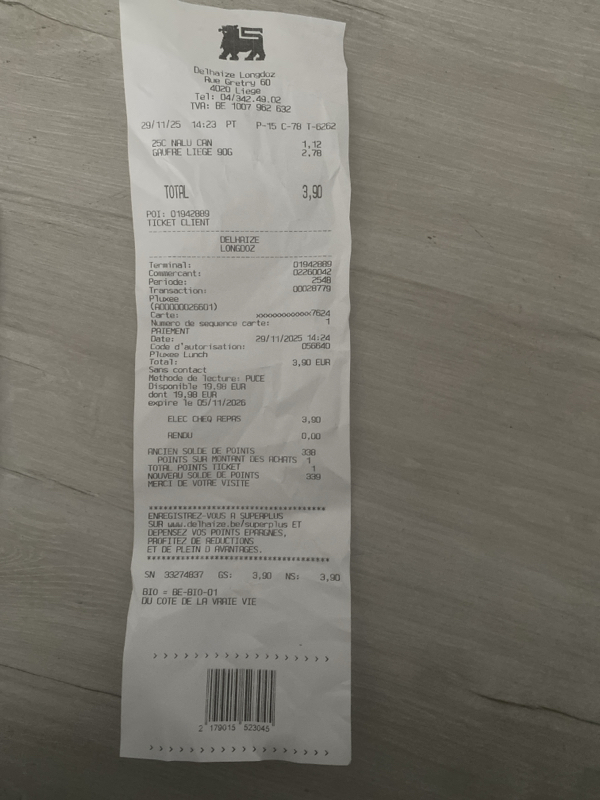 Delhaize Longdoz
Rue Gretry 60
4020 Liege
Tel: 04/342.49.02
TVA: BE 1007 962 632
29/11/25 14:23 PT P-15 C-78 T-6262
25C NALU CAN 1,12
GAUFRE LIEGE 90G 2,78
TOTAL 3,90
POI: 01942889
TICKET CLIENT
DELHAIZE
LONGDOZ
Terminal: 01942889
Commercant: 02260042
Periode: 2548
Transaction: 00028779
Pluxee
(A0000002660​1)
Carte: xxxxxxxxxxxx7624
Numero de sequence carte: 1
PAIEMENT
Date: 29/11/2025 14:24
Code d'autorisation: 056640
Pluxee Lunch
Total: 3,90 EUR
Sans contact
Methode de lecture: PUCE
Disponible 19.98 EUR
dont 19,98 EUR
expire le 05/11/2026
ELEC CHEQ REPAS 3,90
RENDU 0,00
ANCIEN SOLDE DE POINTS 338
POINTS SUR MONTANT DES ACHATS 1
TOTAL POINTS TICKET 1
NOUVEAU SOLDE DE POINTS 339
MERCI DE VOTRE VISITE
****************************************
ENREGISTREZ-VOUS A SUPERPLUS
SUR www.delhaize.be/superplus ET
DEPENSEZ VOS POINTS EPARGNES,
PROFITEZ DE REDUCTIONS
ET DE PLEIN D AVANTAGES.
****************************************
SN 33274837 GS: 3,90 NS: 3,90
BIO = BE-BIO-01
DU COTE DE LA VRAIE VIE
> > > > > > > > > > > > > > > >
2 179015 523045
> > > > > > > > > > > > > > > >